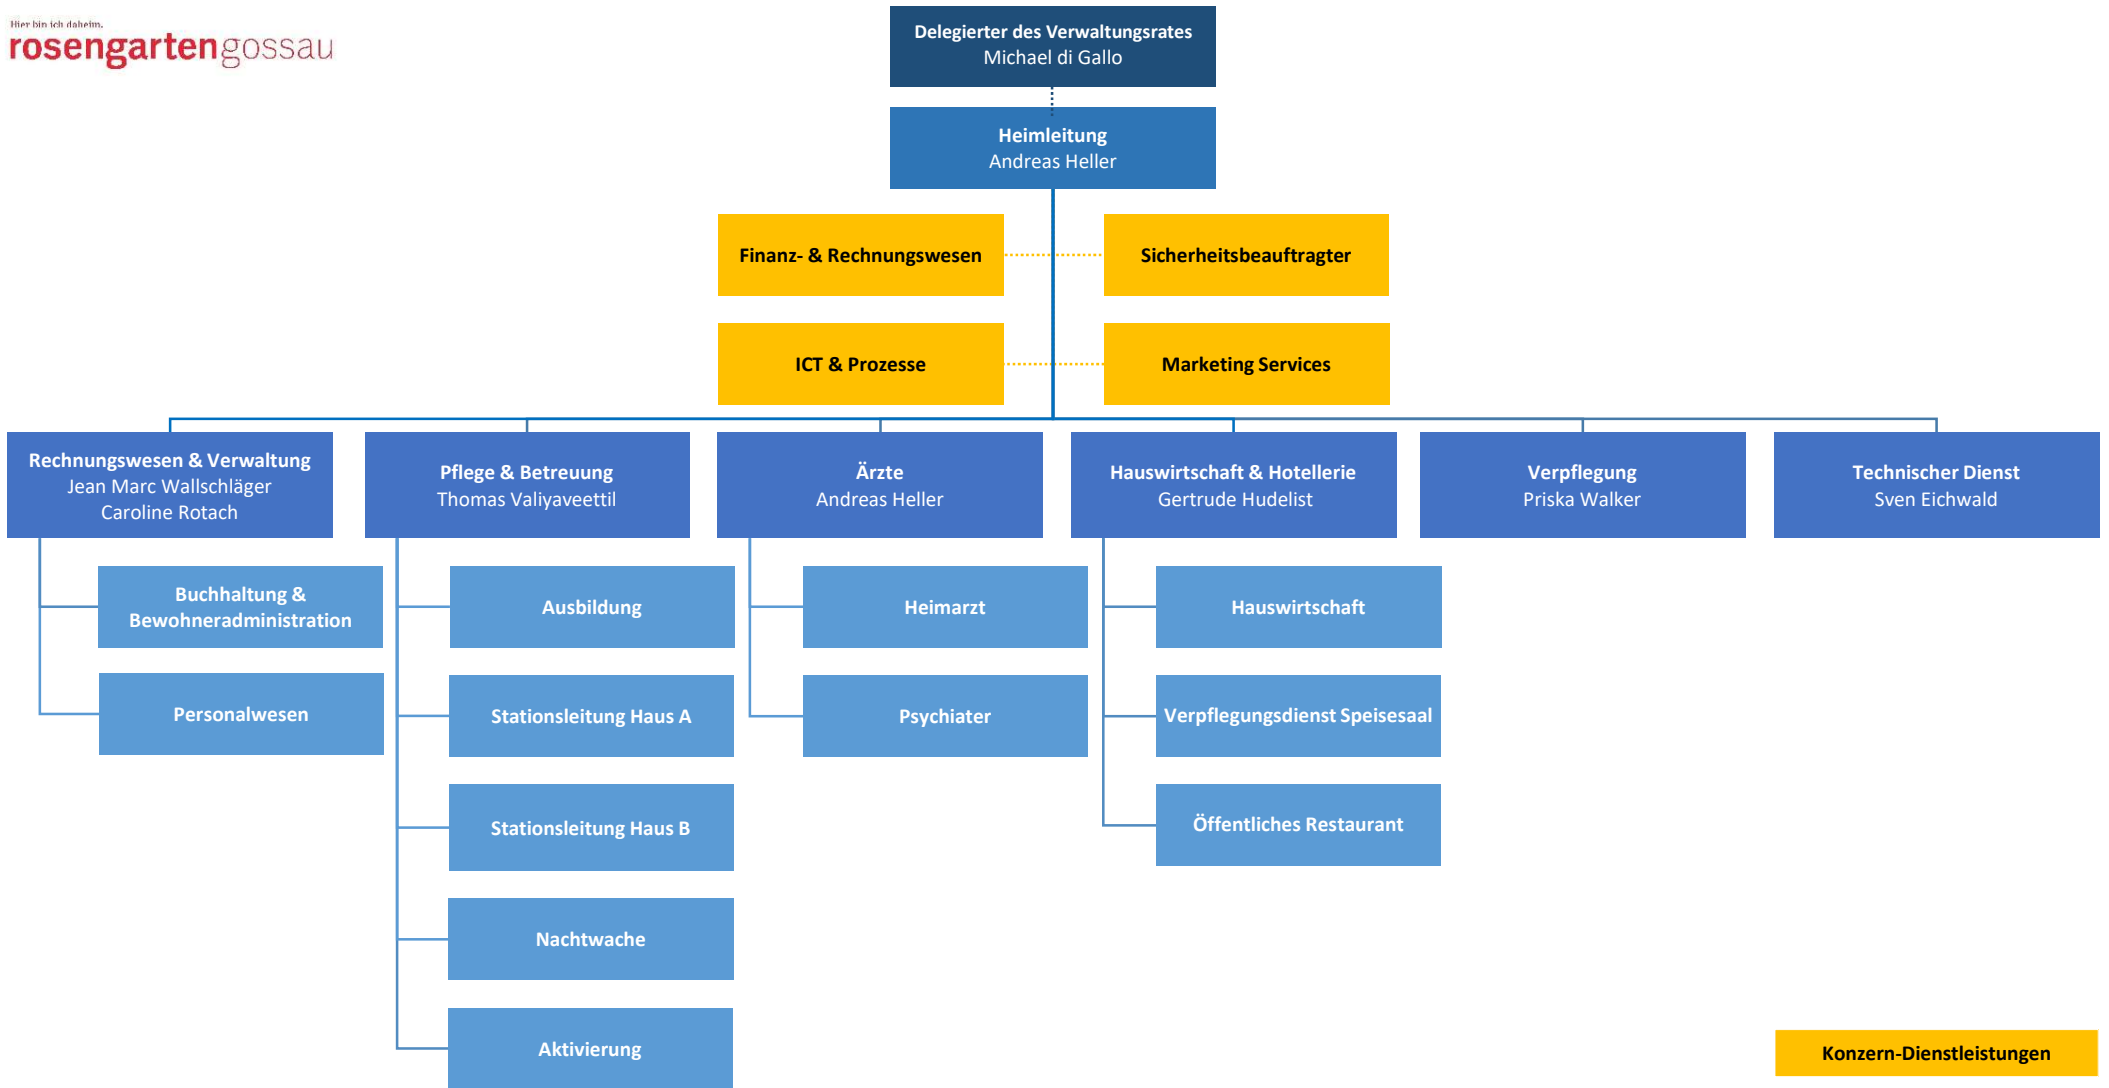 Hier bin ich daheim.
rosengartengossau
Delegierter des Verwaltungsrates
Michael di Gallo
Heimleitung
Andreas Heller
Finanz- & Rechnungswesen
Sicherheitsbeauftragter
ICT & Prozesse
Marketing Services
Rechnungswesen & Verwaltung
Jean Marc Wallschläger
Caroline Rotach
Pflege & Betreuung
Thomas Valiyaveettil
Ärzte
Andreas Heller
Hauswirtschaft & Hotellerie
Gertrude Hudelist
Verpflegung
Priska Walker
Technischer Dienst
Sven Eichwald
Buchhaltung &
Bewohneradministration
Personalwesen
Ausbildung
Stationsleitung Haus A
Stationsleitung Haus B
Nachtwache
Aktivierung
Heimarzt
Psychiater
Hauswirtschaft
Verpflegungsdienst Speisesaal
Öffentliches Restaurant
Konzern-Dienstleistungen